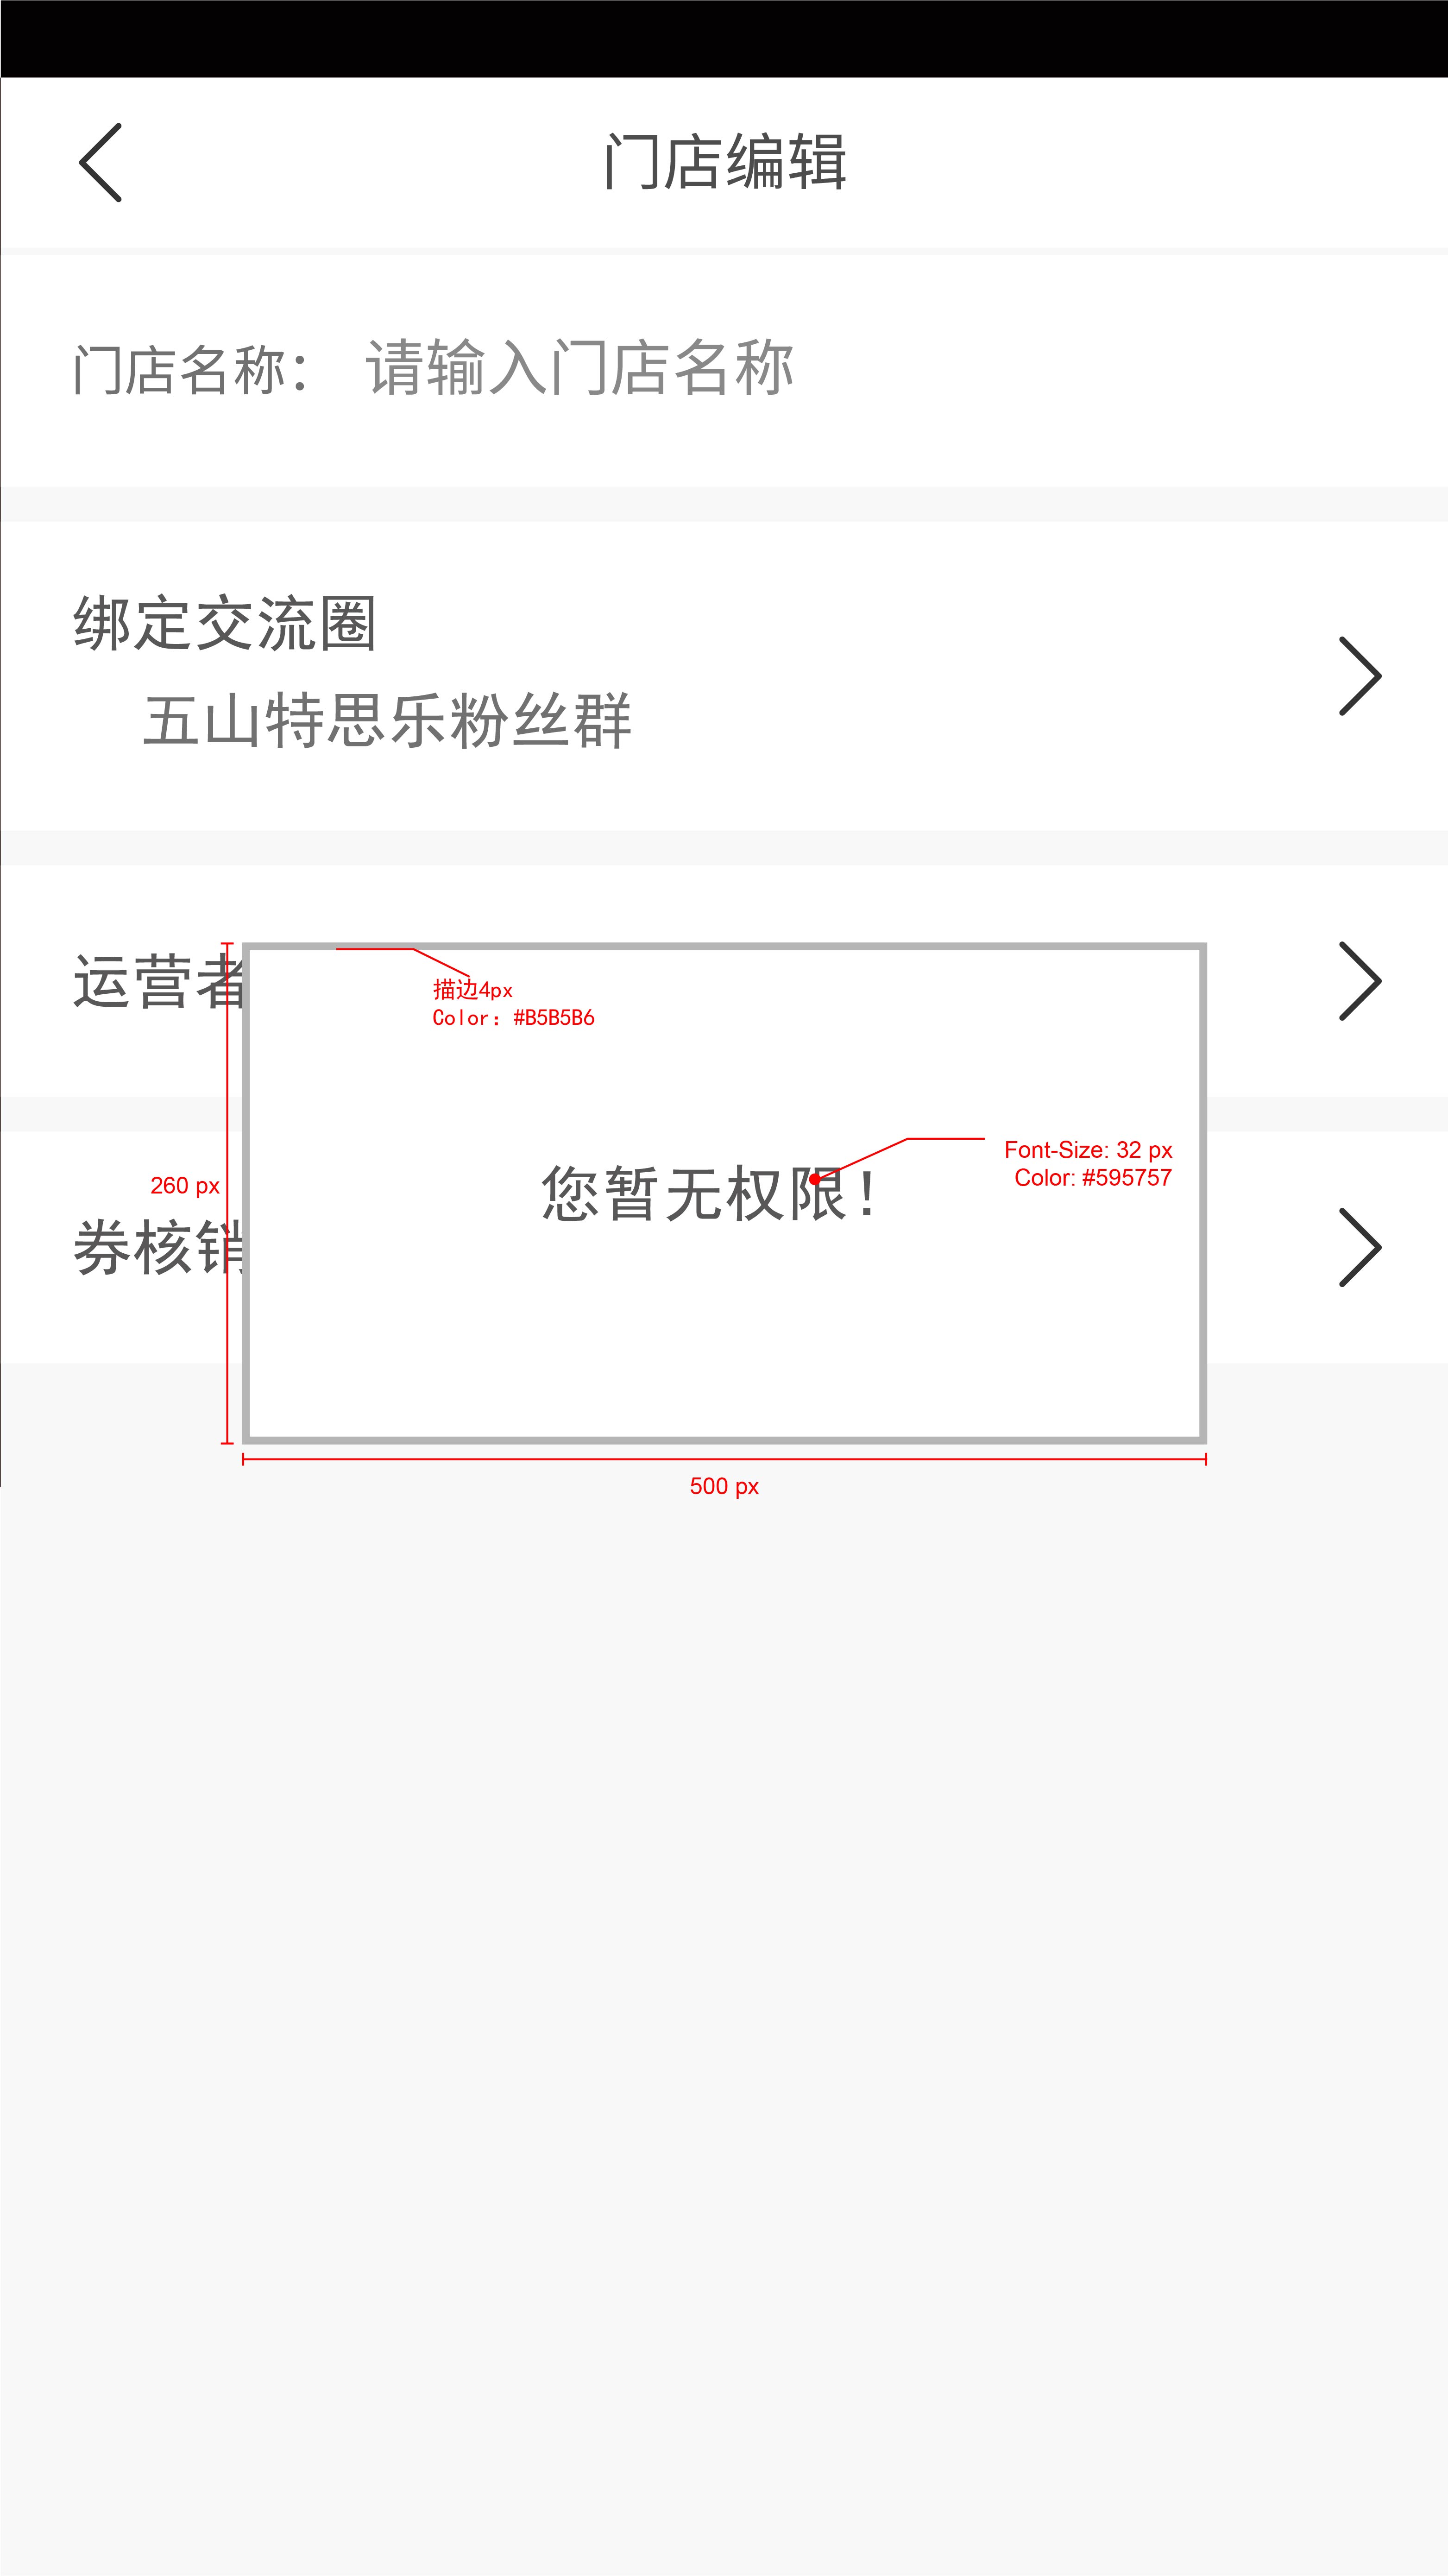 门店编辑
门店名称： 请输入门店名称
绑定交流圈
五山特思乐粉丝群
运营者
描边4px
Color：#B5B5B6
Font-Size: 32 px
Color: #595757
260 px
您暂无权限！
券核销
500 px